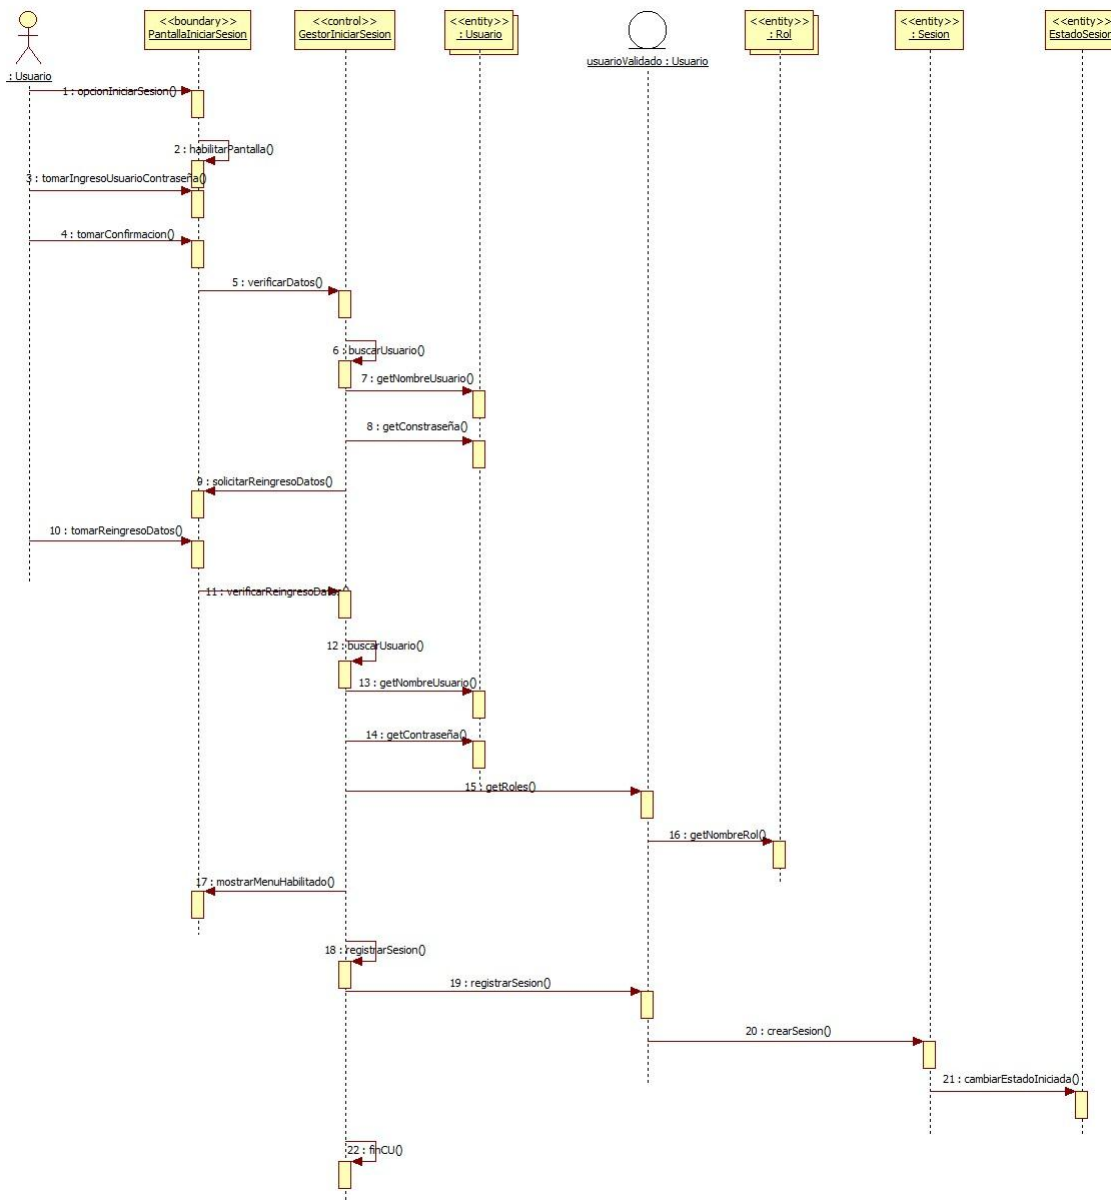 <<boundary>>
PantallaIniciarSesion
<<control>>
GestorIniciarSesion
<<entity>>
: Usuario
<<entity>>
: Rol
<<entity>>
: Sesion
<<entity>>
EstadoSesion
usuarioValidado : Usuario
: Usuario
1 : opcionIniciarSesion()
2 : habilitarPantalla()
3 : tomarIngresoUsuarioContraseña()
4 : tomarConfirmacion()
5 : verificarDatos()
6 : buscarUsuario()
7 : getNombreUsuario()
8 : getConstraseña()
9 : solicitarReingresoDatos()
10 : tomarReingresoDatos()
11 : verificarReingresoDatos()
12 : buscarUsuario()
13 : getNombreUsuario()
14 : getContraseña()
15 : getRoles()
16 : getNombreRol()
17 : mostrarMenuHabilitado()
18 : registrarSesion()
19 : registrarSesion()
20 : crearSesion()
21 : cambiarEstadoIniciada()
22 : finCU()